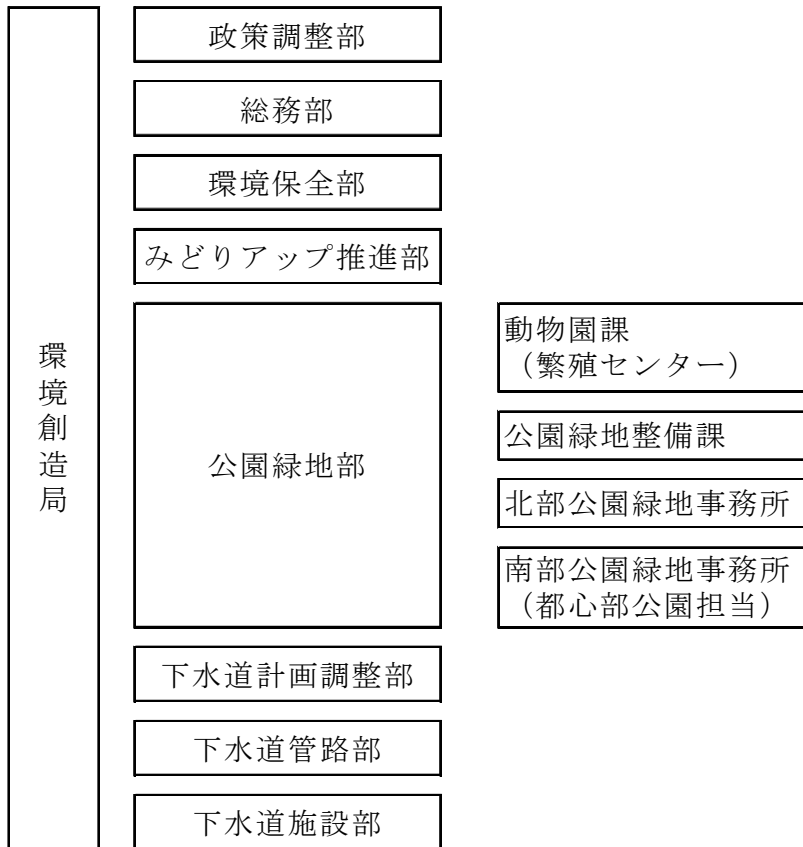 環境創造局
政策調整部
総務部
環境保全部
みどりアップ推進部
公園緑地部
動物園課
（繁殖センター）
公園緑地整備課
北部公園緑地事務所
南部公園緑地事務所
（都心部公園担当）
下水道計画調整部
下水道管路部
下水道施設部